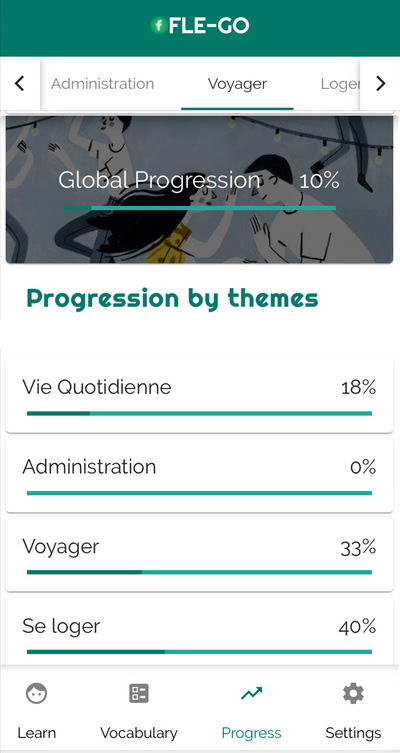 f FLE-GO
Administration Voyager Loger
Global Progression 10%
Progression by themes
Vie Quotidienne 18%
Administration 0%
Voyager 33%
Se loger 40%
Learn Vocabulary Progress Settings